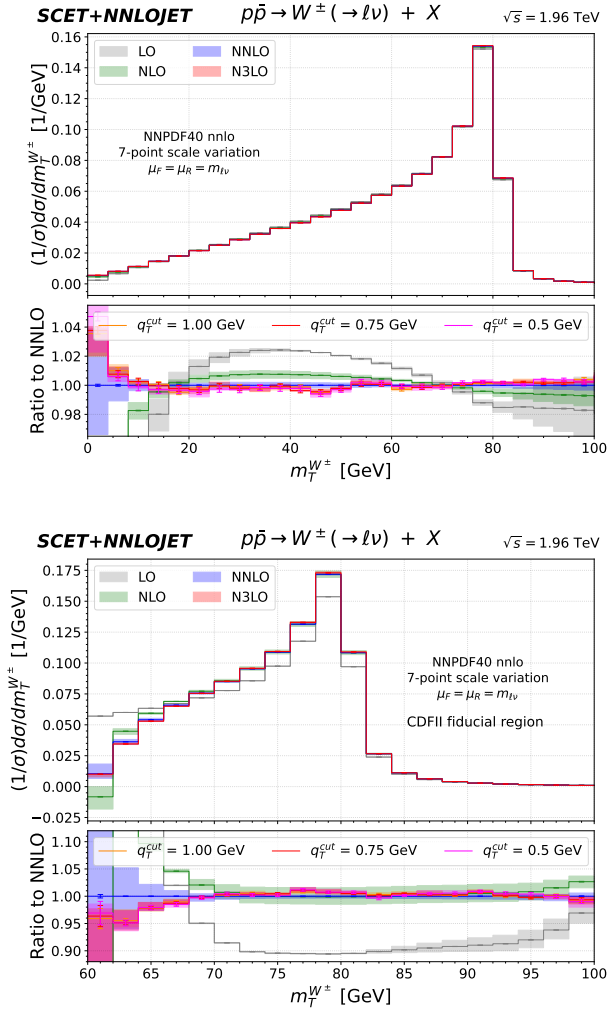 SCET+NNLOJET pp̄ → W±(→ℓν) + X √s = 1.96 TeV
LO NNLO
NLO N3LO
NNPDF40 nnlo
7-point scale variation
μF = μR = mℓν
(1/σ)dσ/dmTW± [1/GeV]
0.16
0.14
0.12
0.10
0.08
0.06
0.04
0.02
0.00
qTcut = 1.00 GeV qTcut = 0.75 GeV qTcut = 0.5 GeV
Ratio to NNLO
1.04
1.02
1.00
0.98
0 20 40 60 80 100
mTW± [GeV]
SCET+NNLOJET pp̄ → W±(→ℓν) + X √s = 1.96 TeV
LO NNLO
NLO N3LO
NNPDF40 nnlo
7-point scale variation
μF = μR = mℓν
CDFII fiducial region
(1/σ)dσ/dmTW± [1/GeV]
0.175
0.150
0.125
0.100
0.075
0.050
0.025
0.000
−0.025
qTcut = 1.00 GeV qTcut = 0.75 GeV qTcut = 0.5 GeV
Ratio to NNLO
1.10
1.05
1.00
0.95
0.90
60 65 70 75 80 85 90 95 100
mTW± [GeV]